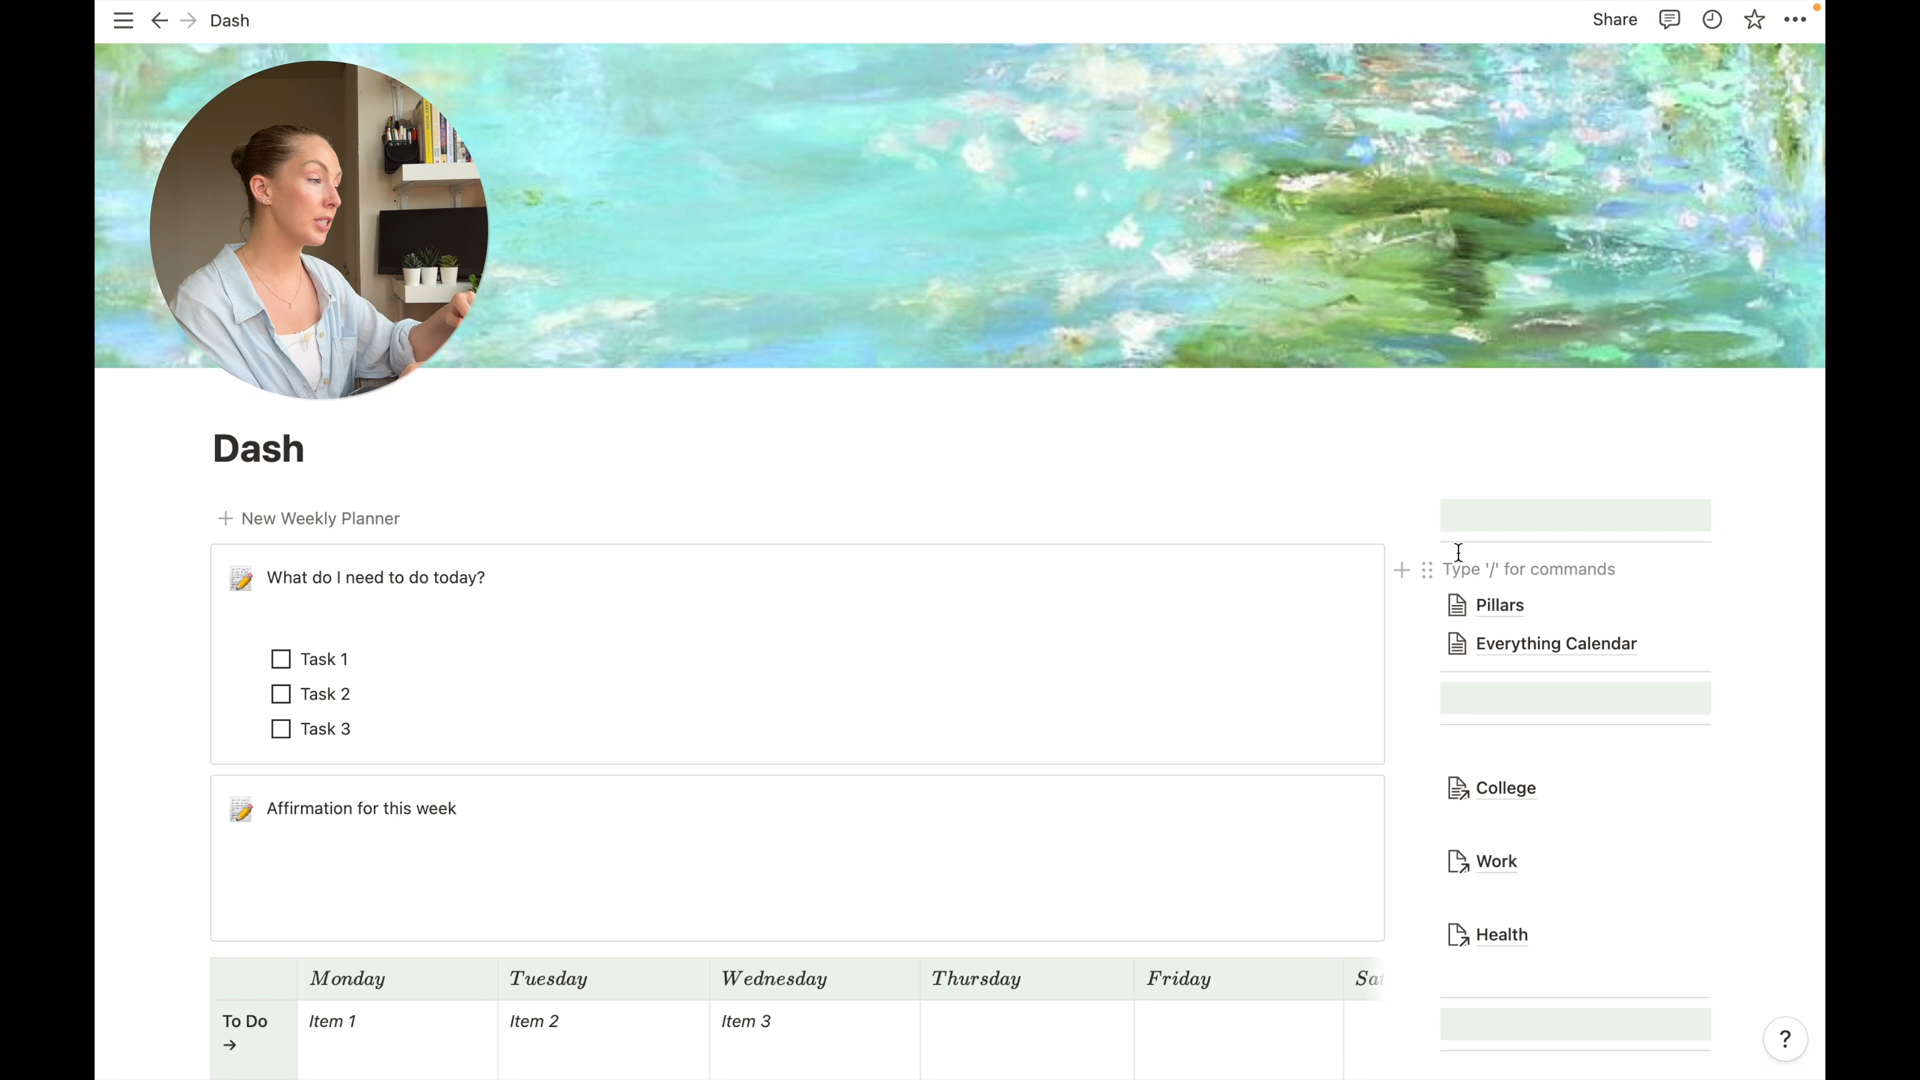 Dash
Share
Dash
New Weekly Planner
What do I need to do today?
Task 1
Task 2
Task 3
Affirmation for this week
Type '/' for commands
Pillars
Everything Calendar
College
Work
Health
Monday Tuesday Wednesday Thursday Friday Sat
To Do Item 1 Item 2 Item 3
→
?